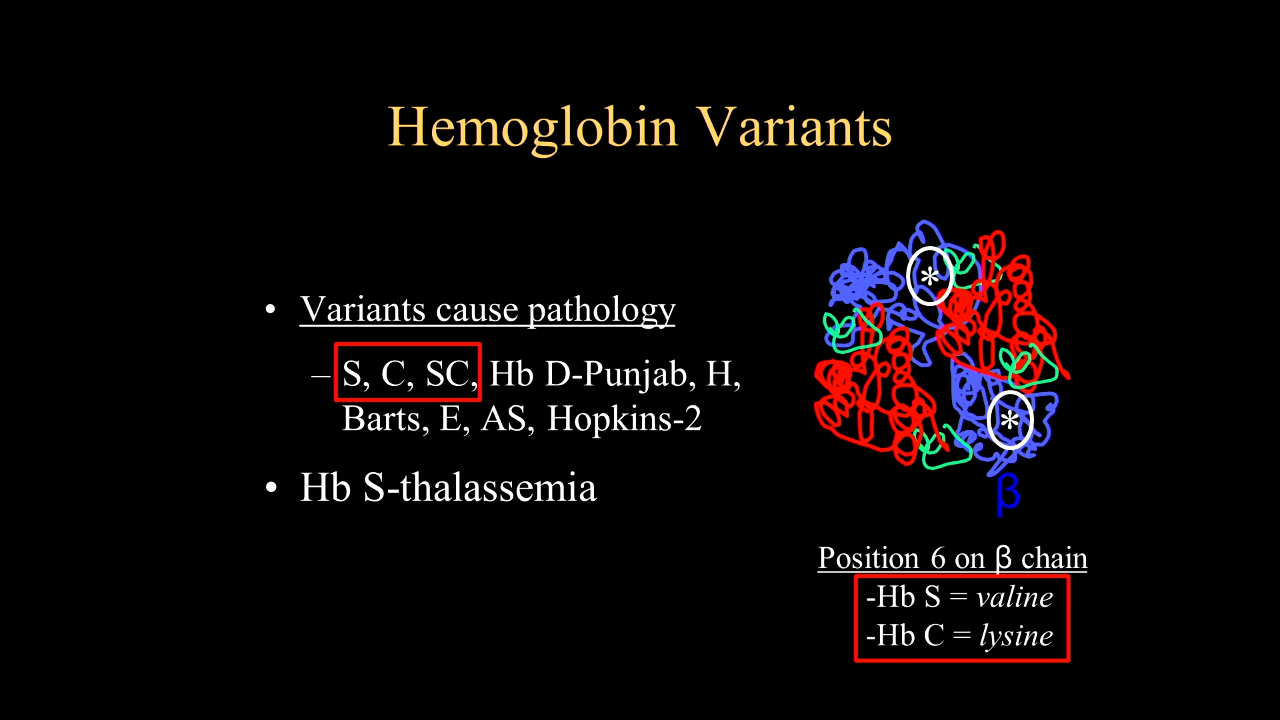 Hemoglobin Variants
• Variants cause pathology
– S, C, SC, Hb D-Punjab, H,
Barts, E, AS, Hopkins-2
• Hb S-thalassemia
*
*
β
Position 6 on β chain
-Hb S = valine
-Hb C = lysine